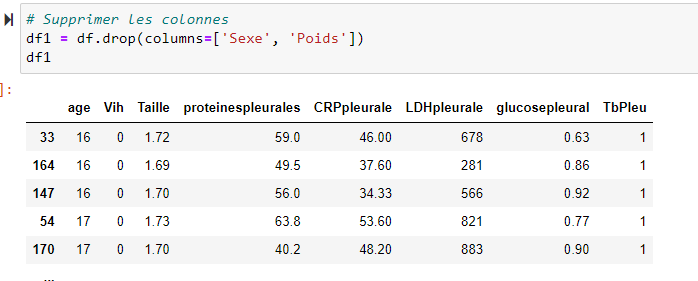 # Supprimer les colonnes
df1 = df.drop(columns=['Sexe', 'Poids'])
df1
]:
age Vih Taille proteinespleurales CRPpleurale LDHpleurale glucosepleural TbPleu
33 16 0 1.72 59.0 46.00 678 0.63 1
164 16 0 1.69 49.5 37.60 281 0.86 1
147 16 0 1.70 56.0 34.33 566 0.92 1
54 17 0 1.73 63.8 53.60 821 0.77 1
170 17 0 1.70 40.2 48.20 883 0.90 1
...